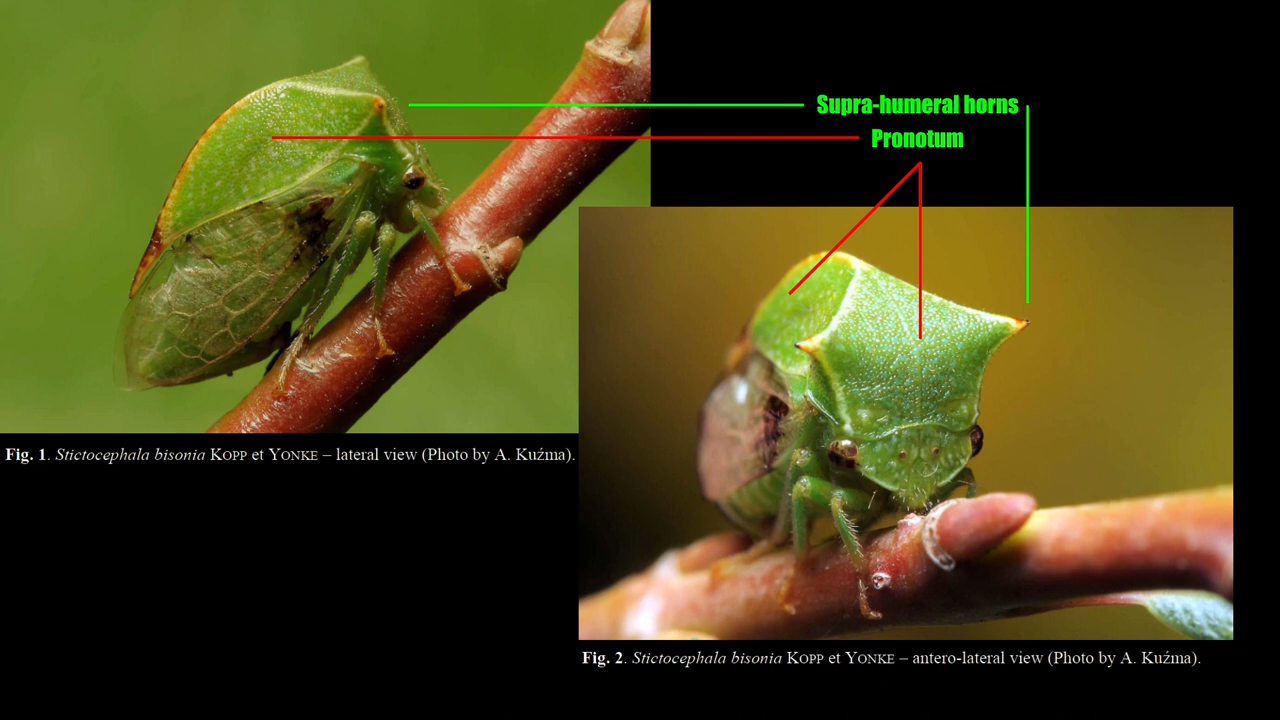 Supra-humeral horns
Pronotum
Fig. 1. Stictocephala bisonia KOPP et YONKE – lateral view (Photo by A. Kuźma).
Fig. 2. Stictocephala bisonia KOPP et YONKE – antero-lateral view (Photo by A. Kuźma).